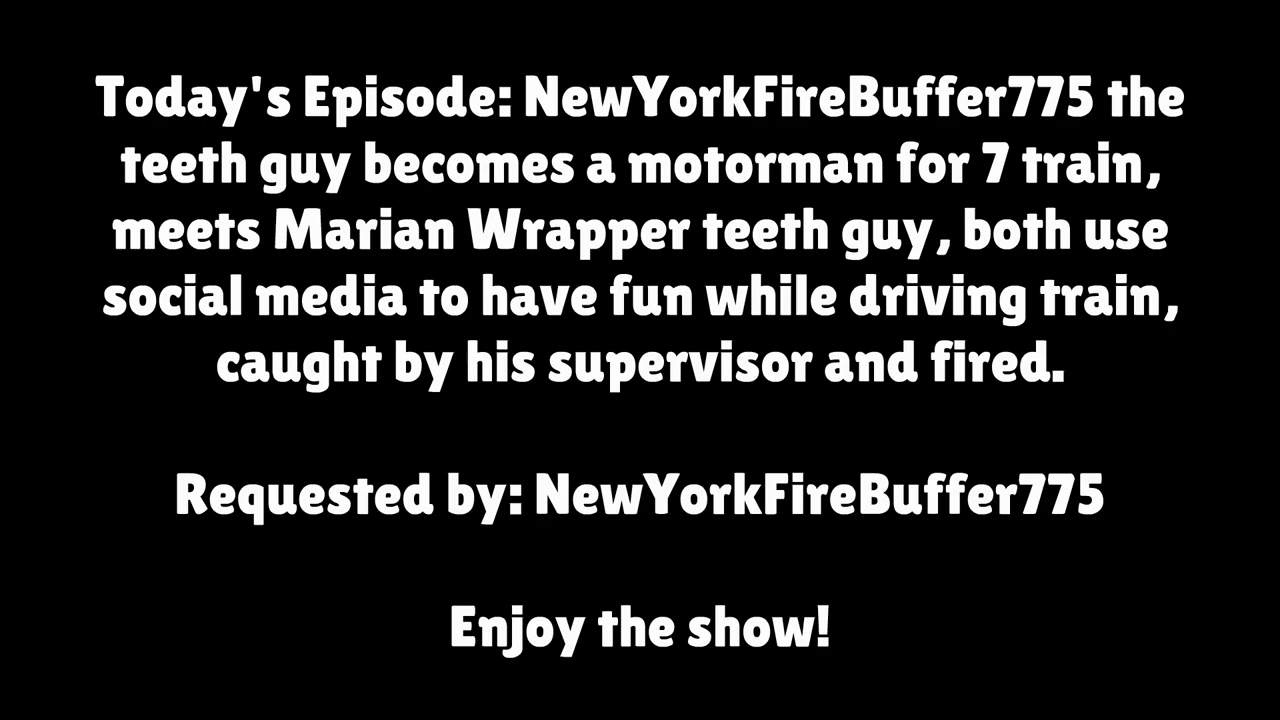 Today's Episode: NewYorkFireBuffer775 the
teeth guy becomes a motorman for 7 train,
meets Marian Wrapper teeth guy, both use
social media to have fun while driving train,
caught by his supervisor and fired.
Requested by: NewYorkFireBuffer775
Enjoy the show!